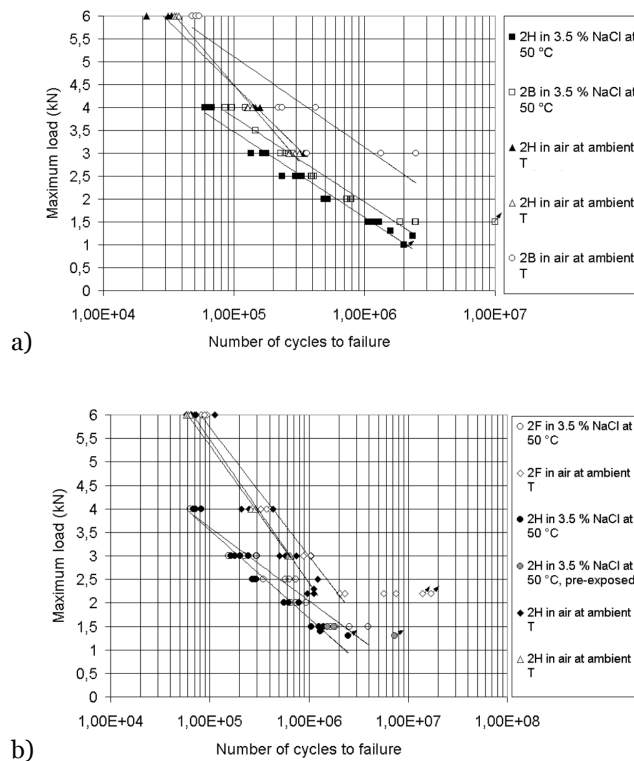 a)
Maximum load (kN)
6
5,5
5
4,5
4
3,5
3
2,5
2
1,5
1
0,5
0
1,00E+04 1,00E+05 1,00E+06 1,00E+07
Number of cycles to failure
2H in 3.5 % NaCl at
50 °C
2B in 3.5 % NaCl at
50 °C
2H in air at ambient
T
2H in air at ambient
T
2B in air at ambient
T
b)
Maximum load (kN)
6
5,5
5
4,5
4
3,5
3
2,5
2
1,5
1
0,5
0
1,00E+04 1,00E+05 1,00E+06 1,00E+07 1,00E+08
Number of cycles to failure
2F in 3.5 % NaCl at
50 °C
2F in air at ambient
T
2H in 3.5 % NaCl at
50 °C
2H in 3.5 % NaCl at
50 °C, pre-exposed
2H in air at ambient
T
2H in air at ambient
T